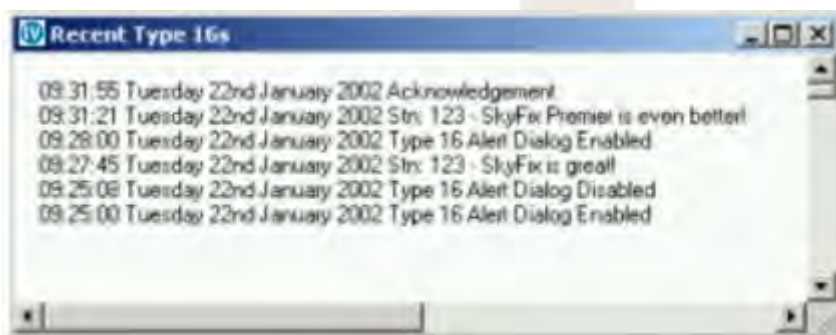 IV Recent Type 16s
09:31:55 Tuesday 22nd January 2002 Acknowledgement
09:31:21 Tuesday 22nd January 2002 Stn: 123 - SkyFix Premier is even better!
09:28:00 Tuesday 22nd January 2002 Type 16 Alert Dialog Enabled
09:27:45 Tuesday 22nd January 2002 Stn: 123 - SkyFix is great!
09:25:08 Tuesday 22nd January 2002 Type 16 Alert Dialog Disabled
09:25:00 Tuesday 22nd January 2002 Type 16 Alert Dialog Enabled